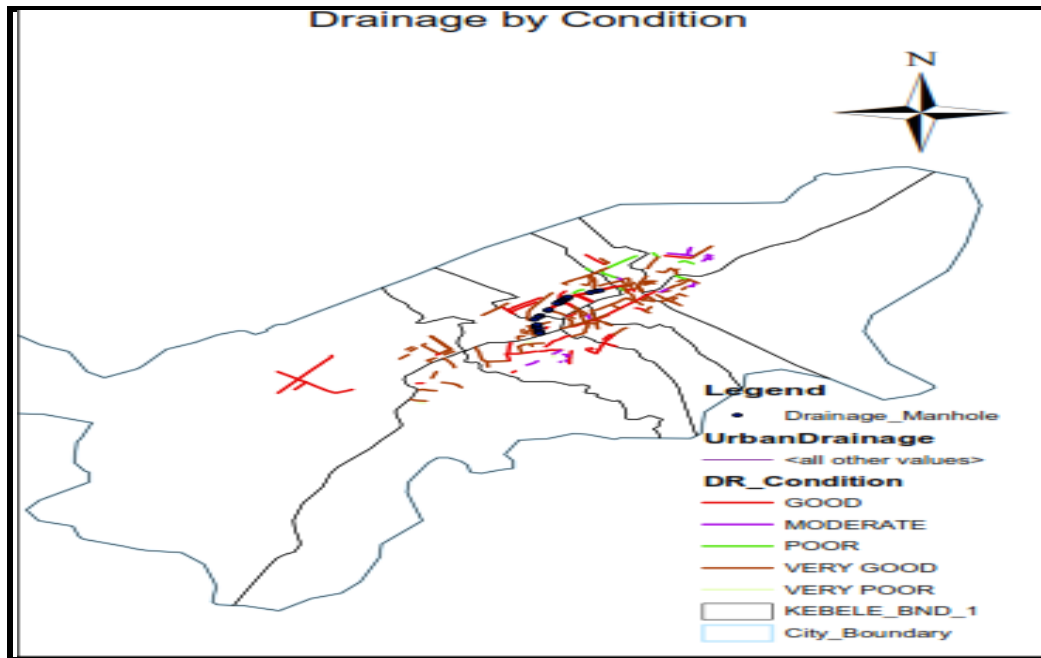 Drainage by Condition
N
Legend
Drainage_Manhole
UrbanDrainage
<all other values>
DR_Condition
GOOD
MODERATE
POOR
VERY GOOD
VERY POOR
KEBELE_BND_1
City_Boundary